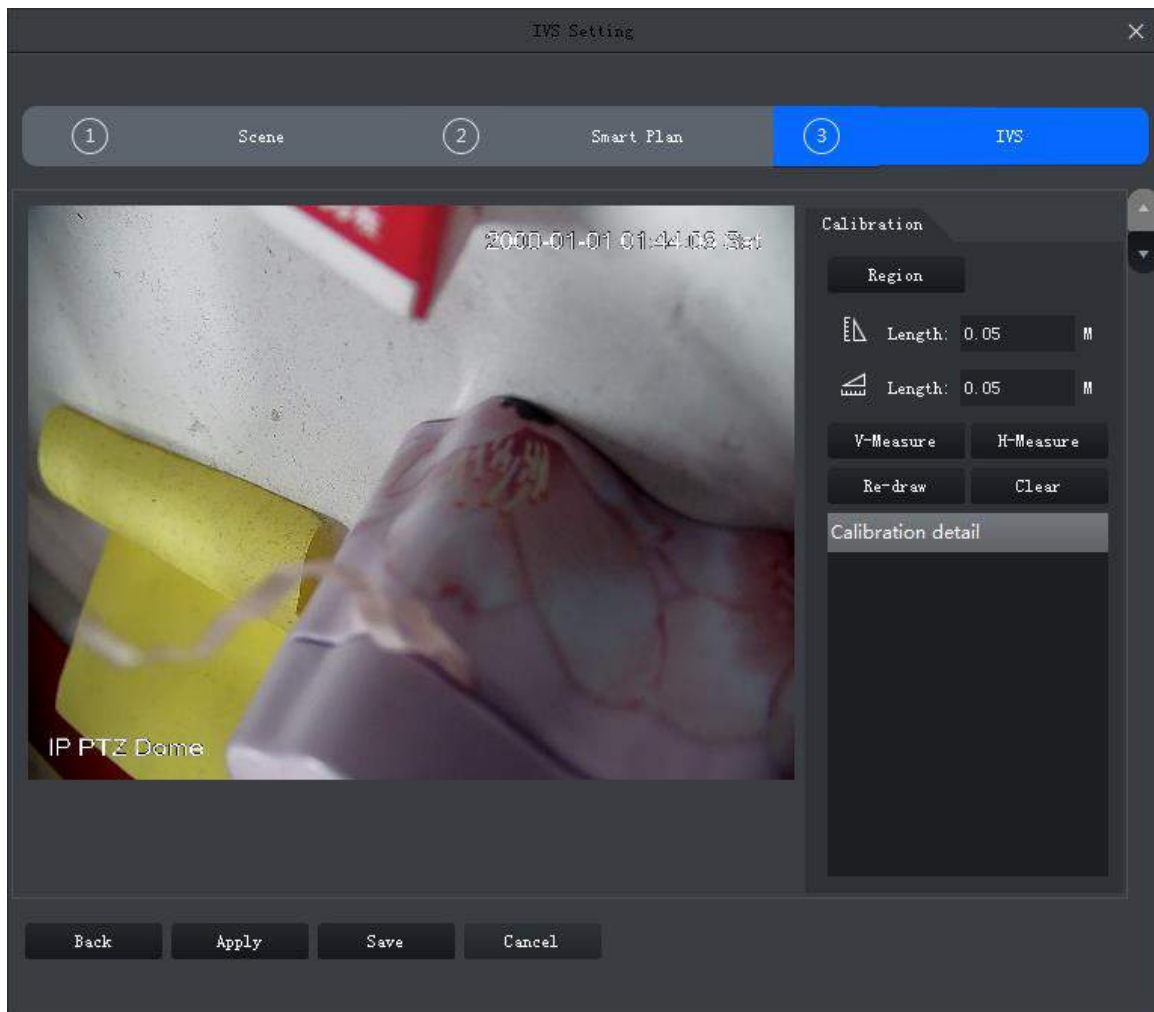 IVS Setting
1 Scene 2 Smart Plan 3 IVS
2000-01-01 01:44:08 Sat
Calibration
Region
Length: 0.05 M
Length: 0.05 M
V-Measure H-Measure
Re-draw Clear
Calibration detail
IP PTZ Dome
Back Apply Save Cancel